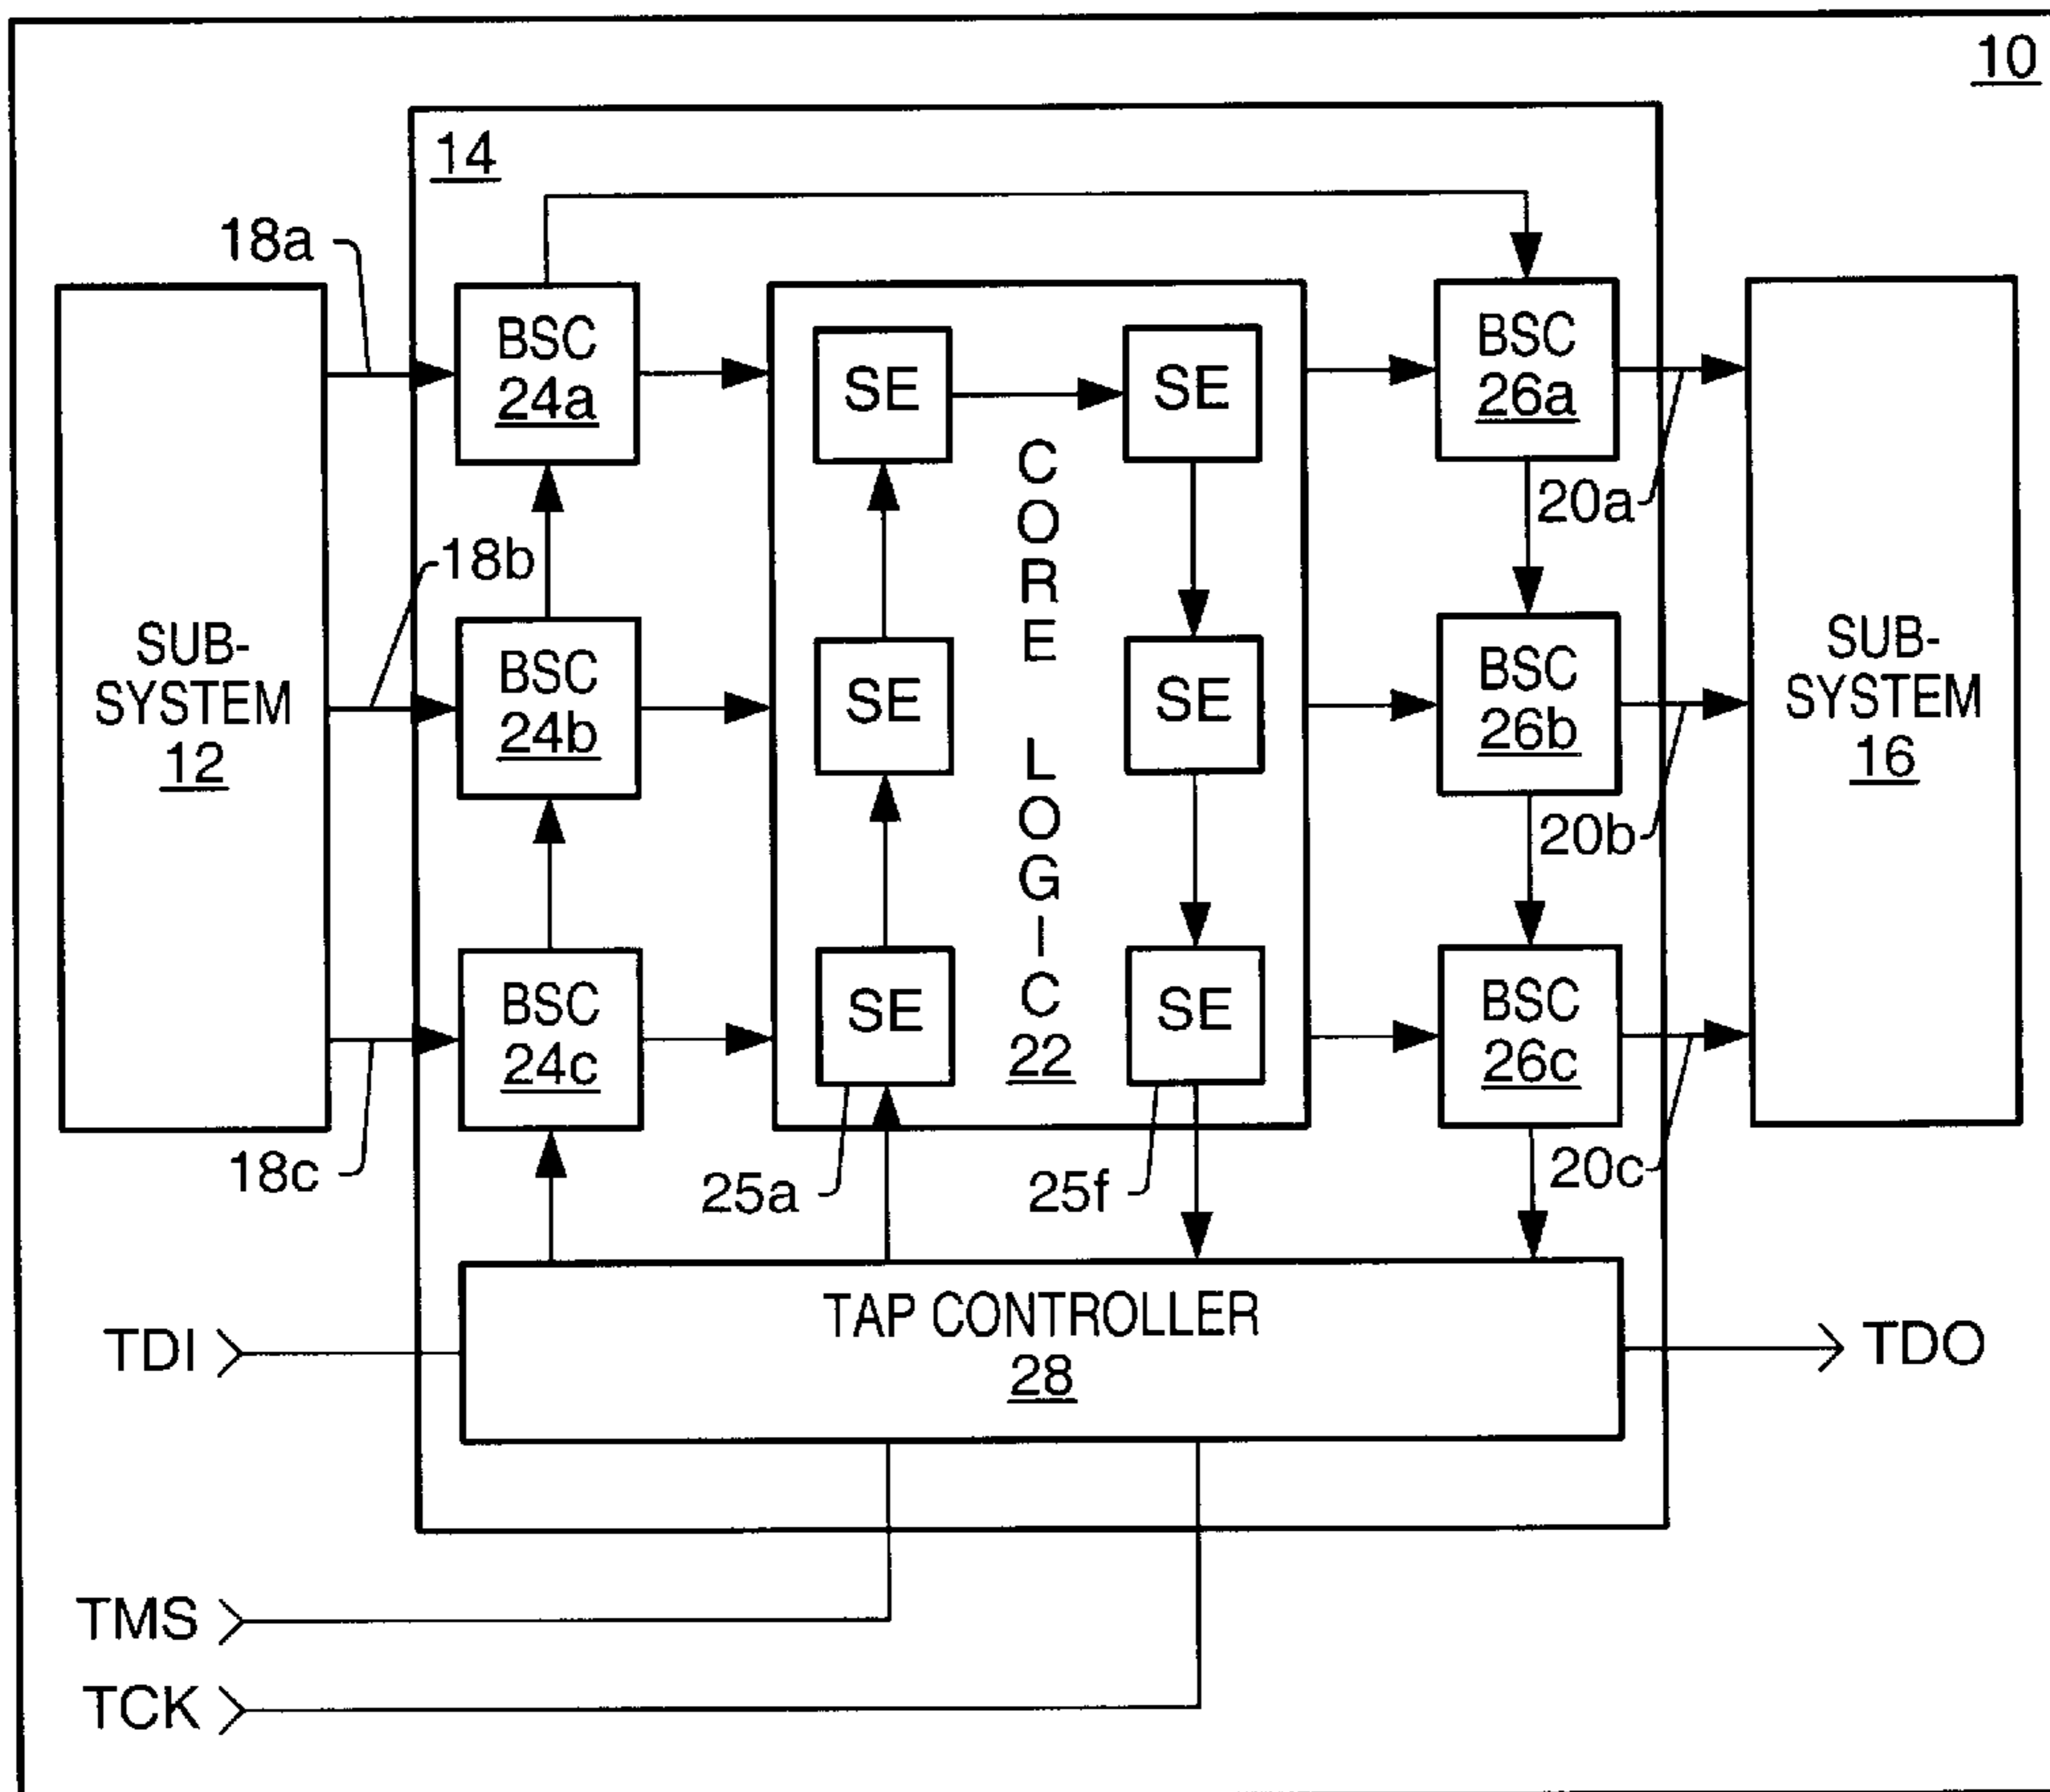 10
14
18a
BSC
24a
SE
SE
BSC
26a
20a
18b
SUB-
SYSTEM
12
BSC
24b
SE
SE
CORE LOGIC
22
BSC
26b
20b
SUB-
SYSTEM
16
BSC
24c
SE
SE
BSC
26c
18c
25a
25f
20c
TDI
TAP CONTROLLER
28
TDO
TMS
TCK